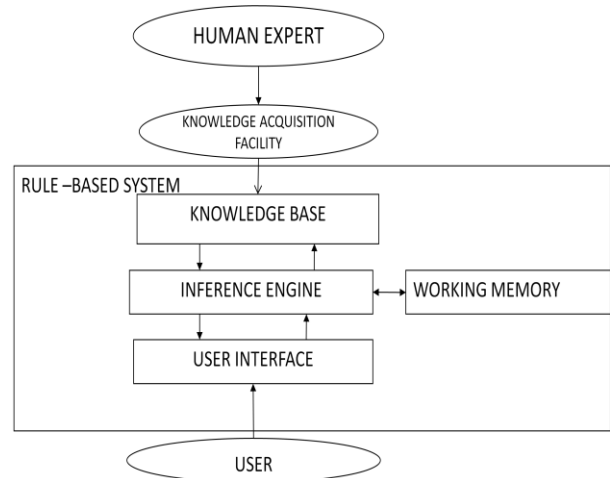 HUMAN EXPERT
KNOWLEDGE ACQUISITION
FACILITY
RULE –BASED SYSTEM
KNOWLEDGE BASE
INFERENCE ENGINE
WORKING MEMORY
USER INTERFACE
USER